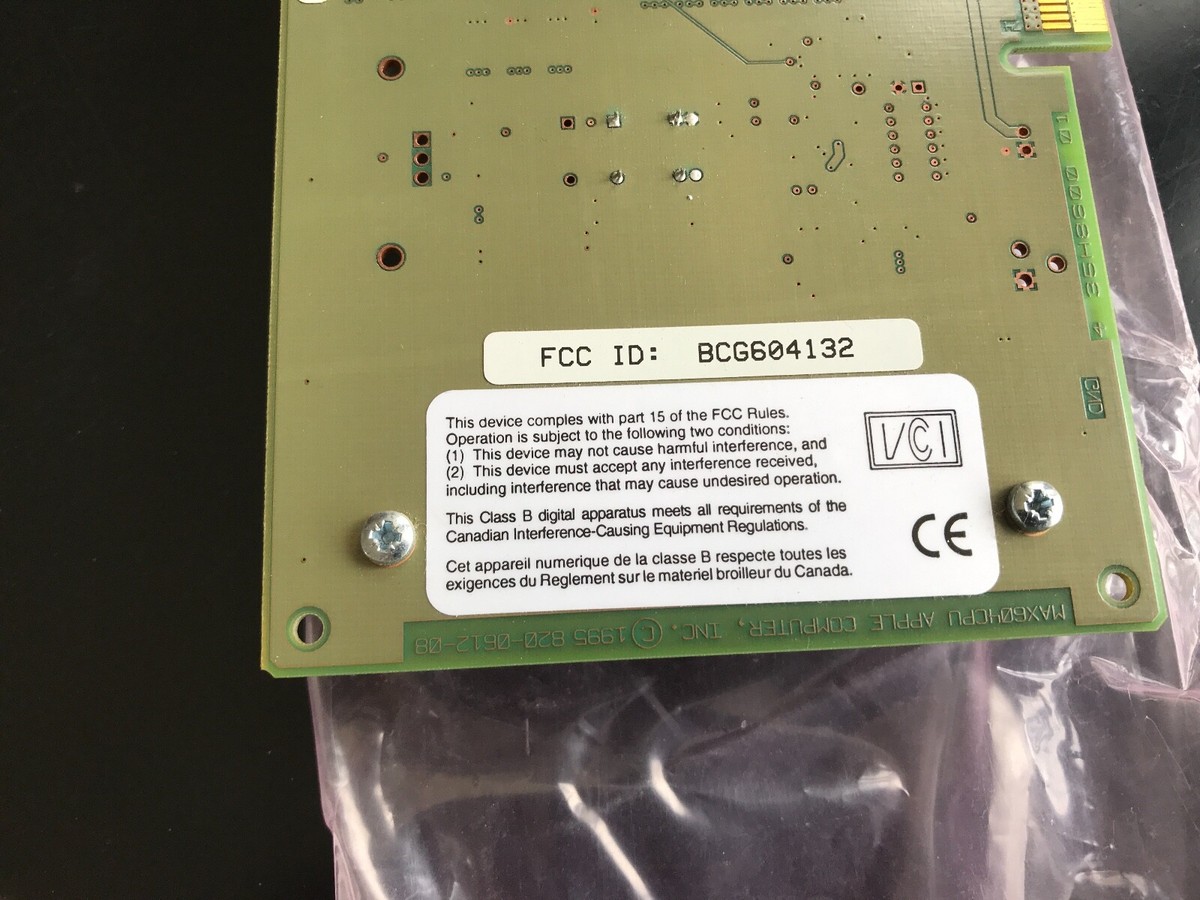 FCC ID: BCG604132
This device comples with part 15 of the FCC Rules.
Operation is subject to the following two conditions:
(1) This device may not cause harmful interference, and
(2) This device must accept any interference received,
including interference that may cause undesired operation.
This Class B digital apparatus meets all requirements of the
Canadian Interference-Causing Equipment Regulations.
Cet appareil numerique de la classe B respecte toutes les
exigences du Reglement sur le materiel broilleur du Canada.
VCI
CE
MAX604CPU APPLE COMPUTER, INC. © 1995 820-0612-08
GND